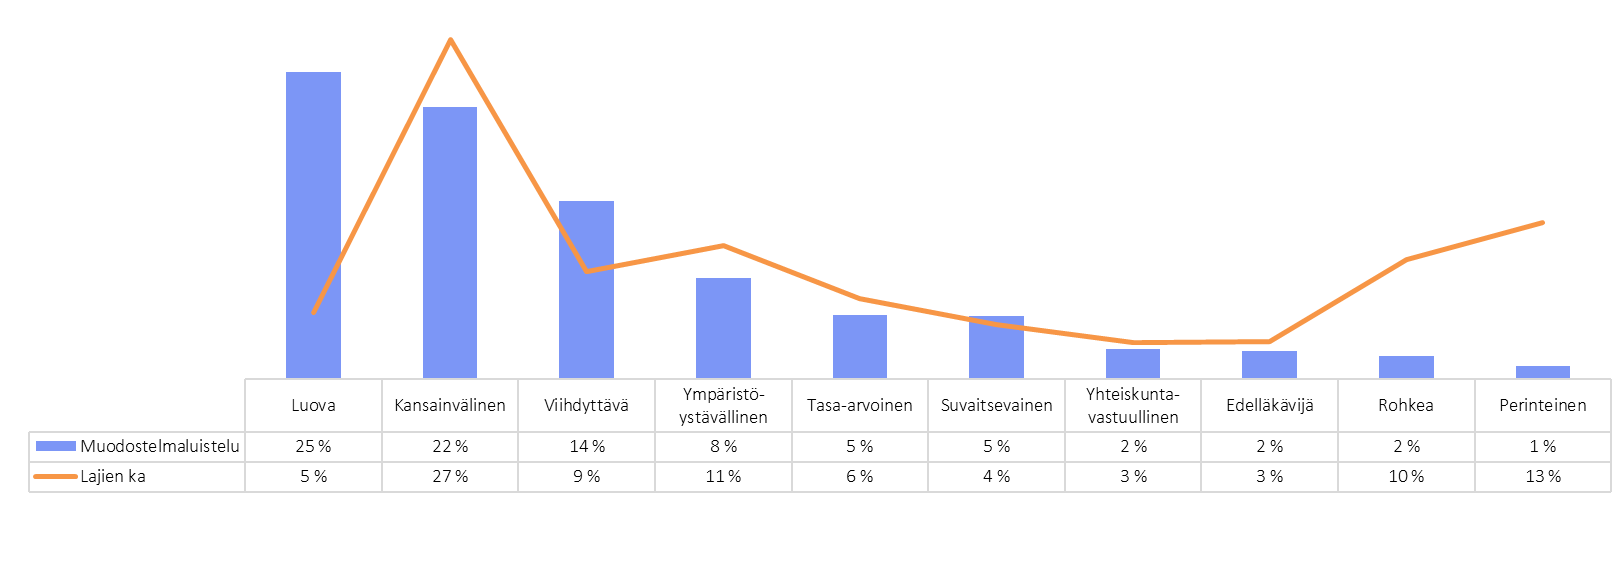 Luova Kansainvälinen Viihdyttävä Ympäristö-
ystävällinen Tasa-arvoinen Suvaitsevainen Yhteiskunta-
vastuullinen Edelläkävijä Rohkea Perinteinen
Muodostelmaluistelu 25 % 22 % 14 % 8 % 5 % 5 % 2 % 2 % 2 % 1 %
Lajien ka 5 % 27 % 9 % 11 % 6 % 4 % 3 % 3 % 10 % 13 %